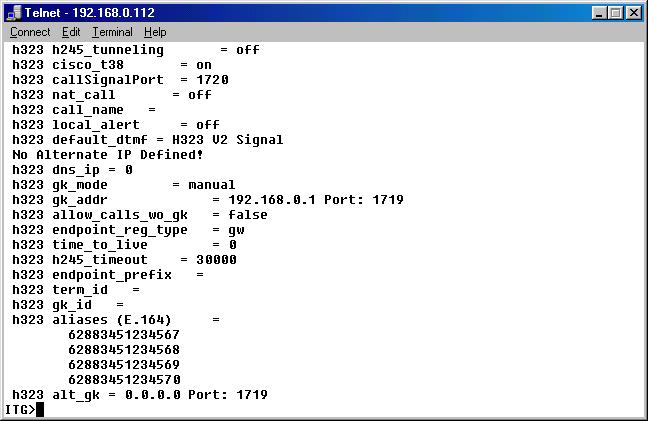 Telnet - 192.168.0.112
Connect Edit Terminal Help
h323 h245_tunneling = off
h323 cisco_t38 = on
h323 callSignalPort = 1720
h323 nat_call = off
h323 call_name =
h323 local_alert = off
h323 default_dtmf = H323 V2 Signal
No Alternate IP Defined!
h323 dns_ip = 0
h323 gk_mode = manual
h323 gk_addr = 192.168.0.1 Port: 1719
h323 allow_calls_wo_gk = false
h323 endpoint_reg_type = gw
h323 time_to_live = 0
h323 h245_timeout = 30000
h323 endpoint_prefix =
h323 term_id =
h323 gk_id =
h323 aliases (E.164) =
62883451234567
62883451234568
62883451234569
62883451234570
h323 alt_gk = 0.0.0.0 Port: 1719
ITG>